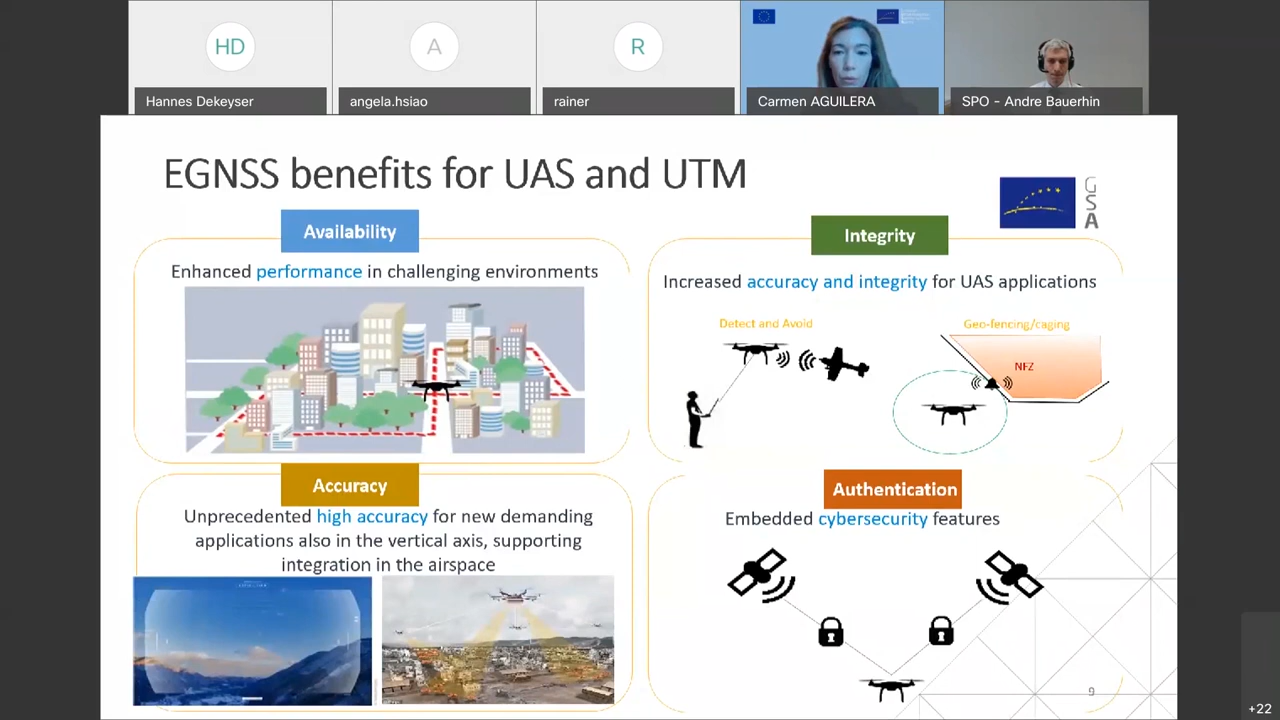 HD
A
R
Hannes Dekeyser
angela.hsiao
rainer
Carmen AGUILERA
SPO - Andre Bauerhin
EGNSS benefits for UAS and UTM
GSA
Availability
Enhanced performance in challenging environments
Integrity
Increased accuracy and integrity for UAS applications
Detect and Avoid
Geo-fencing/caging
NFZ
Accuracy
Unprecedented high accuracy for new demanding
applications also in the vertical axis, supporting
integration in the airspace
Authentication
Embedded cybersecurity features
9
+22